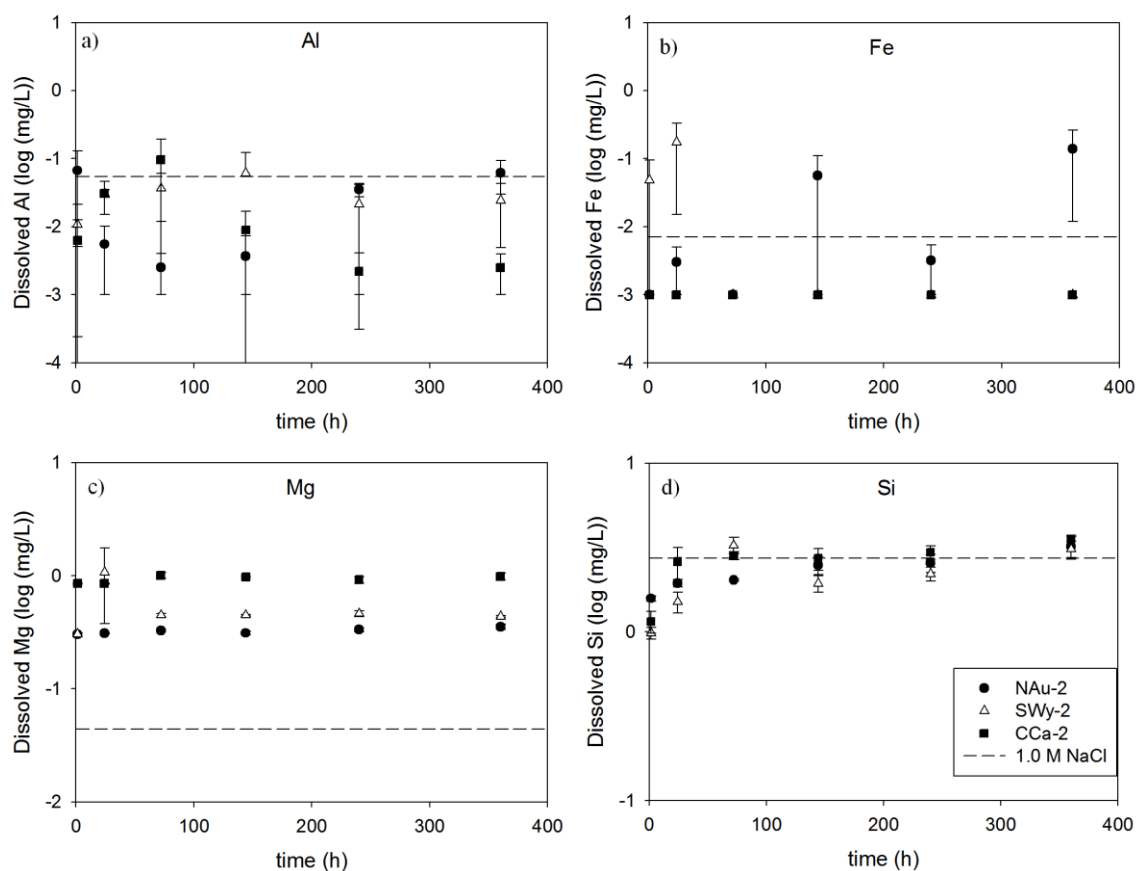 a)
Al
Dissolved Al (log (mg/L))
1
0
-1
-2
-3
-4
0
100
200
300
400
time (h)
b)
Fe
Dissolved Fe (log (mg/L))
1
0
-1
-2
-3
-4
0
100
200
300
400
time (h)
c)
Mg
Dissolved Mg (log (mg/L))
1
0
-1
-2
0
100
200
300
400
time (h)
d)
Si
Dissolved Si (log (mg/L))
1
0
-1
NAu-2
SWy-2
CCa-2
1.0 M NaCl
0
100
200
300
400
time (h)